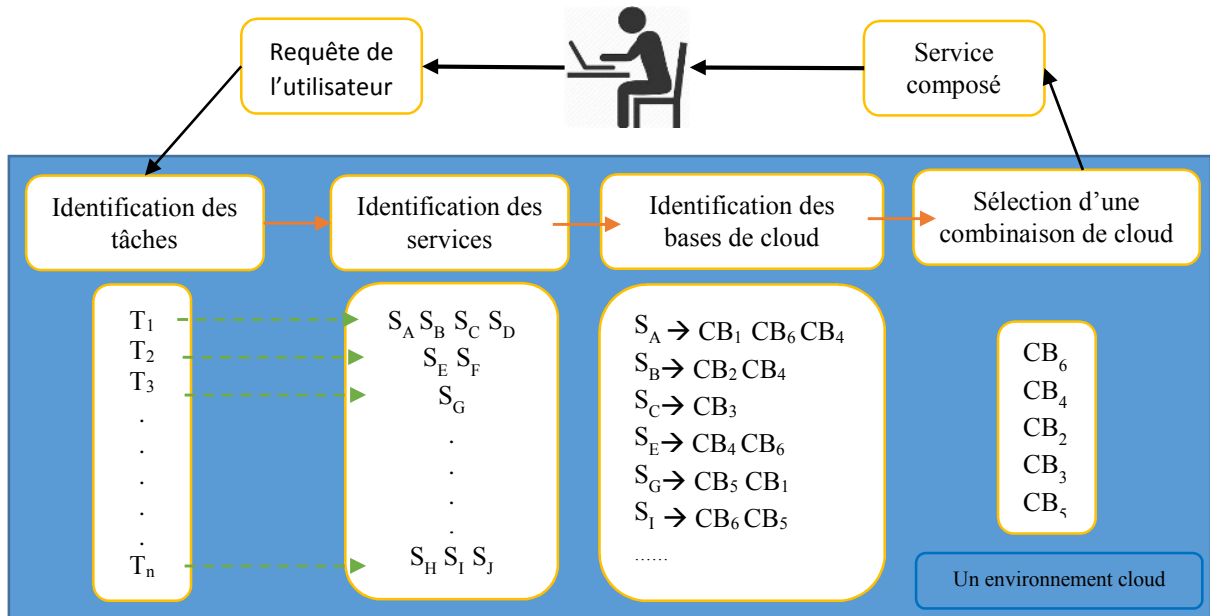 Requête de
l'utilisateur
Service
composé
Identification des
tâches
Identification des
services
Identification des
bases de cloud
Sélection d'une
combinaison de cloud
T1
T2
T3
.
.
.
.
.
Tn
SA SB SC SD
SE SF
SG
.
.
.
.
SH SI SJ
SA → CB1 CB6 CB4
SB → CB2 CB4
SC → CB3
SE → CB4 CB6
SG → CB5 CB1
SI → CB6 CB5
......
CB6
CB4
CB2
CB3
CB5
Un environnement cloud